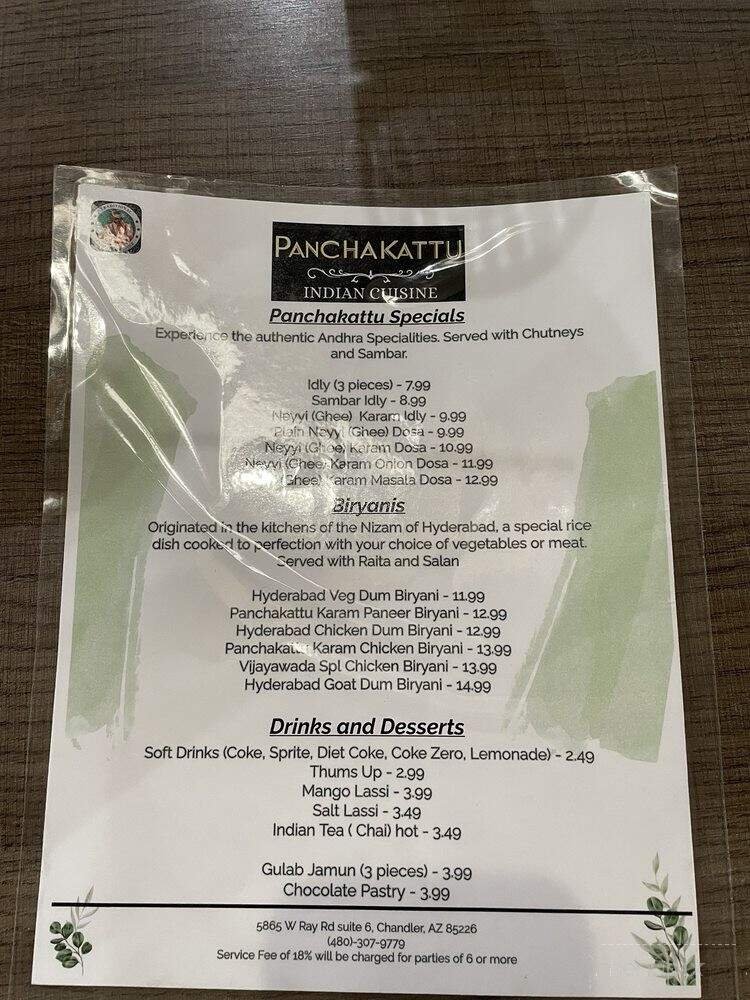 TRADITIONAL
PANCHAKATTU
INDIAN CUISINE
Panchakattu Specials
Experience the authentic Andhra Specialities. Served with Chutneys
and Sambar.
Idly (3 pieces) - 7.99
Sambar Idly - 8.99
Neyyi (Ghee) Karam Idly - 9.99
Plain Neyyi (Ghee) Dosa - 9.99
Neyyi (Ghee) Karam Dosa - 10.99
Neyyi (Ghee) Karam Onion Dosa - 11.99
(Ghee) Karam Masala Dosa - 12.99
Biryanis
Originated in the kitchens of the Nizam of Hyderabad, a special rice
dish cooked to perfection with your choice of vegetables or meat.
Served with Raita and Salan
Hyderabad Veg Dum Biryani - 11.99
Panchakattu Karam Paneer Biryani - 12.99
Hyderabad Chicken Dum Biryani - 12.99
Panchakattu Karam Chicken Biryani - 13.99
Vijayawada Spl Chicken Biryani - 13.99
Hyderabad Goat Dum Biryani - 14.99
Drinks and Desserts
Soft Drinks (Coke, Sprite, Diet Coke, Coke Zero, Lemonade) - 2.49
Thums Up - 2.99
Mango Lassi - 3.99
Salt Lassi - 3.49
Indian Tea ( Chai) hot - 3.49
Gulab Jamun (3 pieces) - 3.99
Chocolate Pastry - 3.99
5865 W Ray Rd suite 6, Chandler, AZ 85226
(480)-307-9779
Service Fee of 18% will be charged for parties of 6 or more